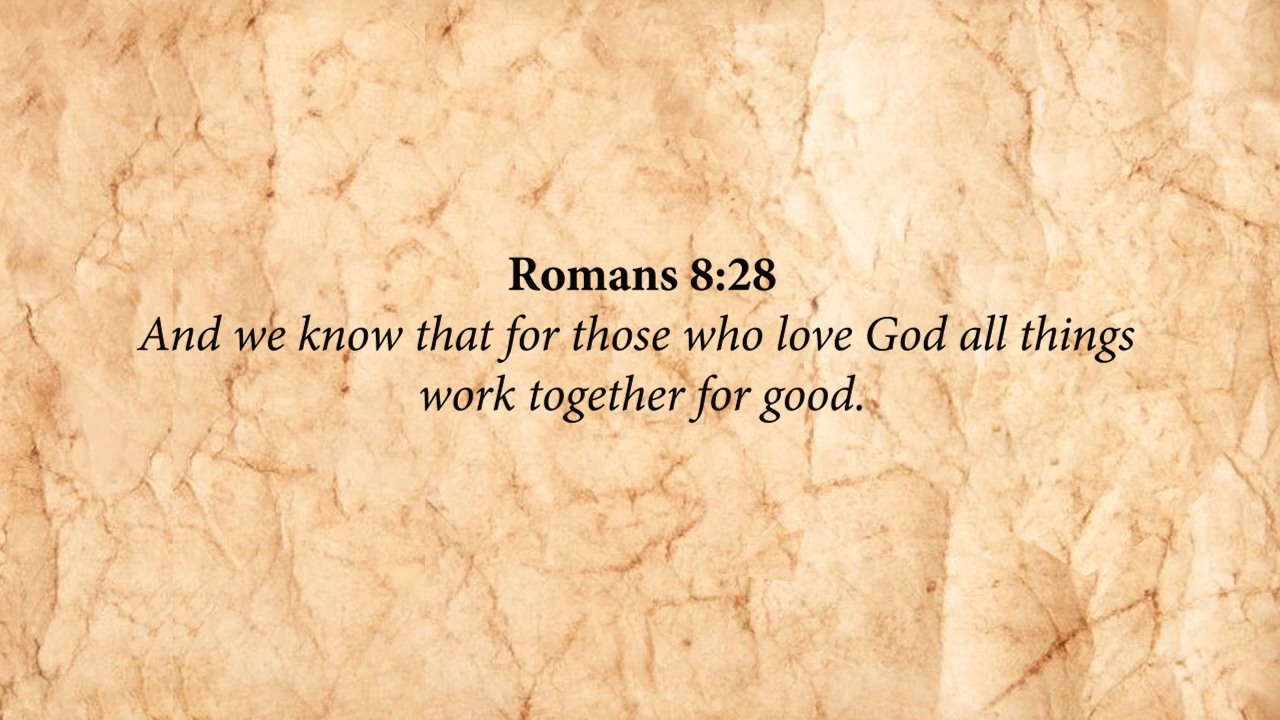 Romans 8:28
And we know that for those who love God all things
work together for good.